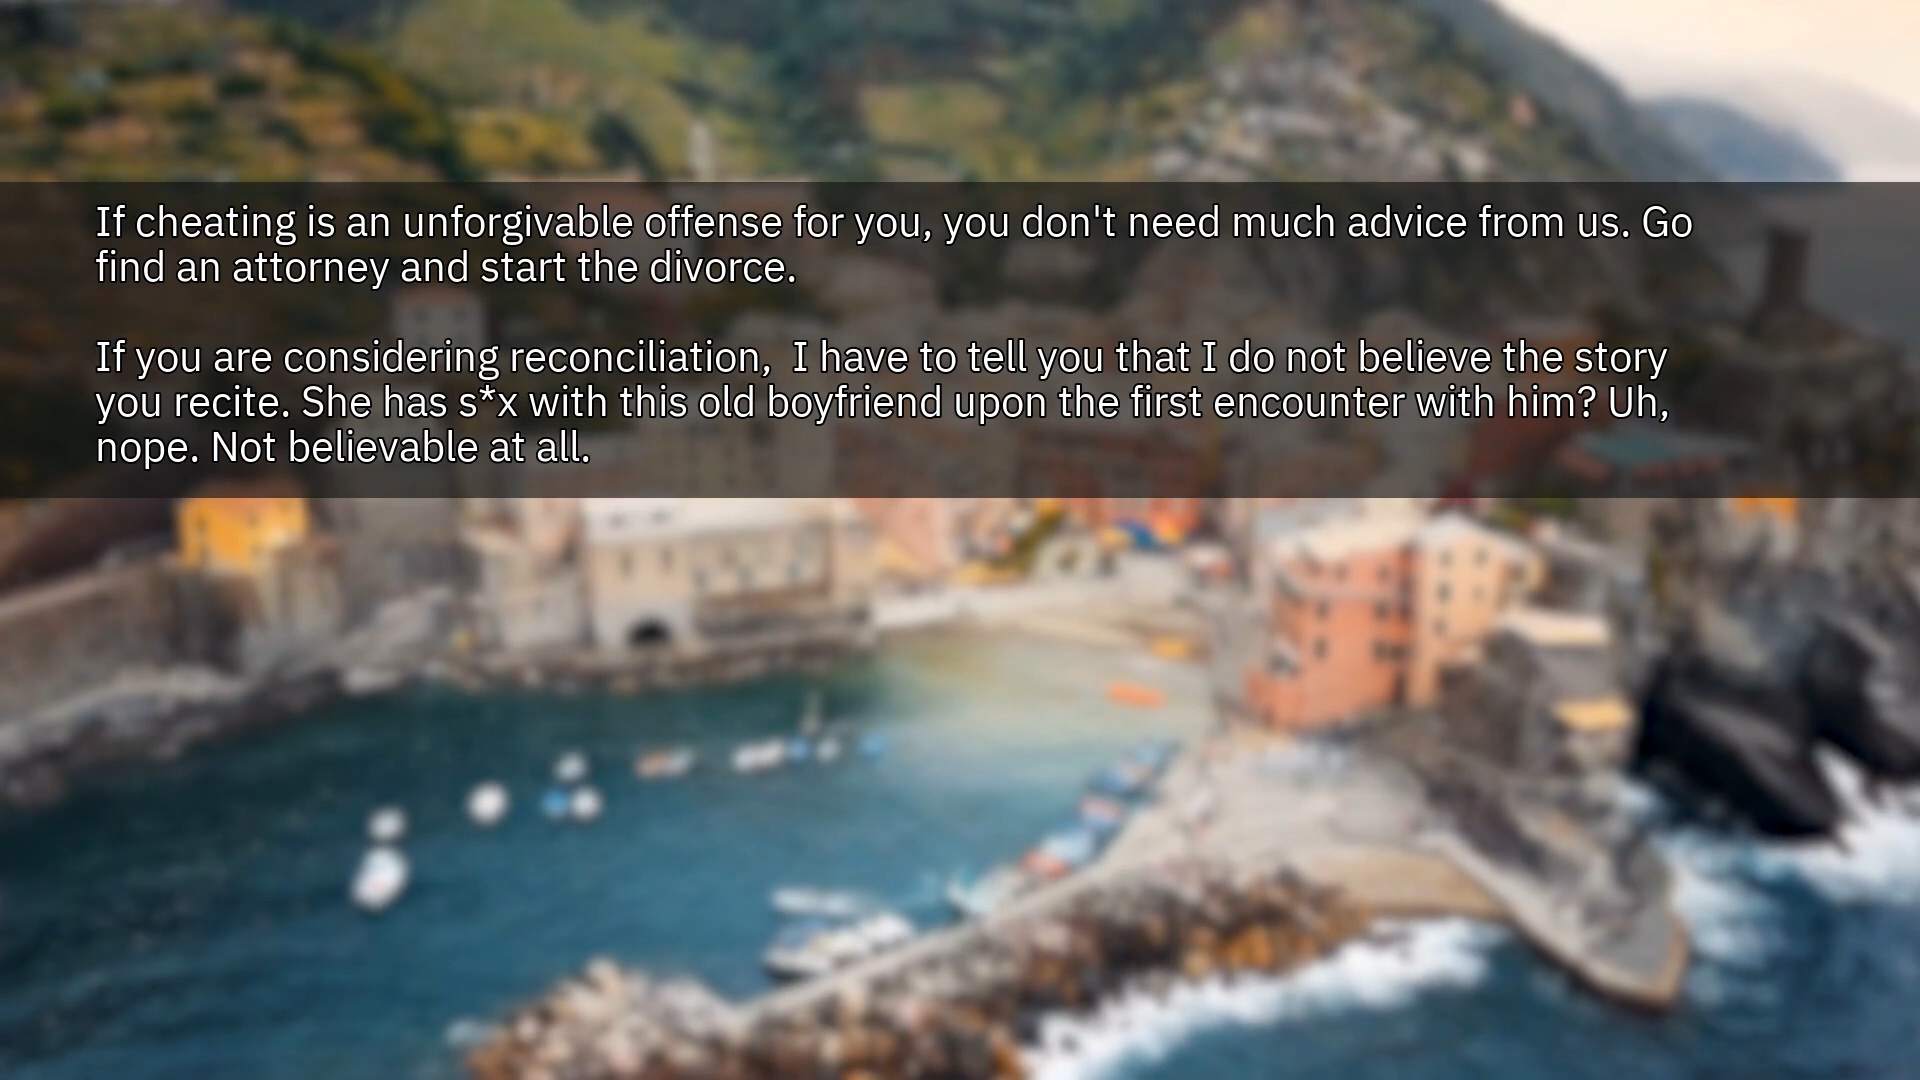 If cheating is an unforgivable offense for you, you don't need much advice from us. Go
find an attorney and start the divorce.
If you are considering reconciliation,  I have to tell you that I do not believe the story
you recite. She has s*x with this old boyfriend upon the first encounter with him? Uh,
nope. Not believable at all.